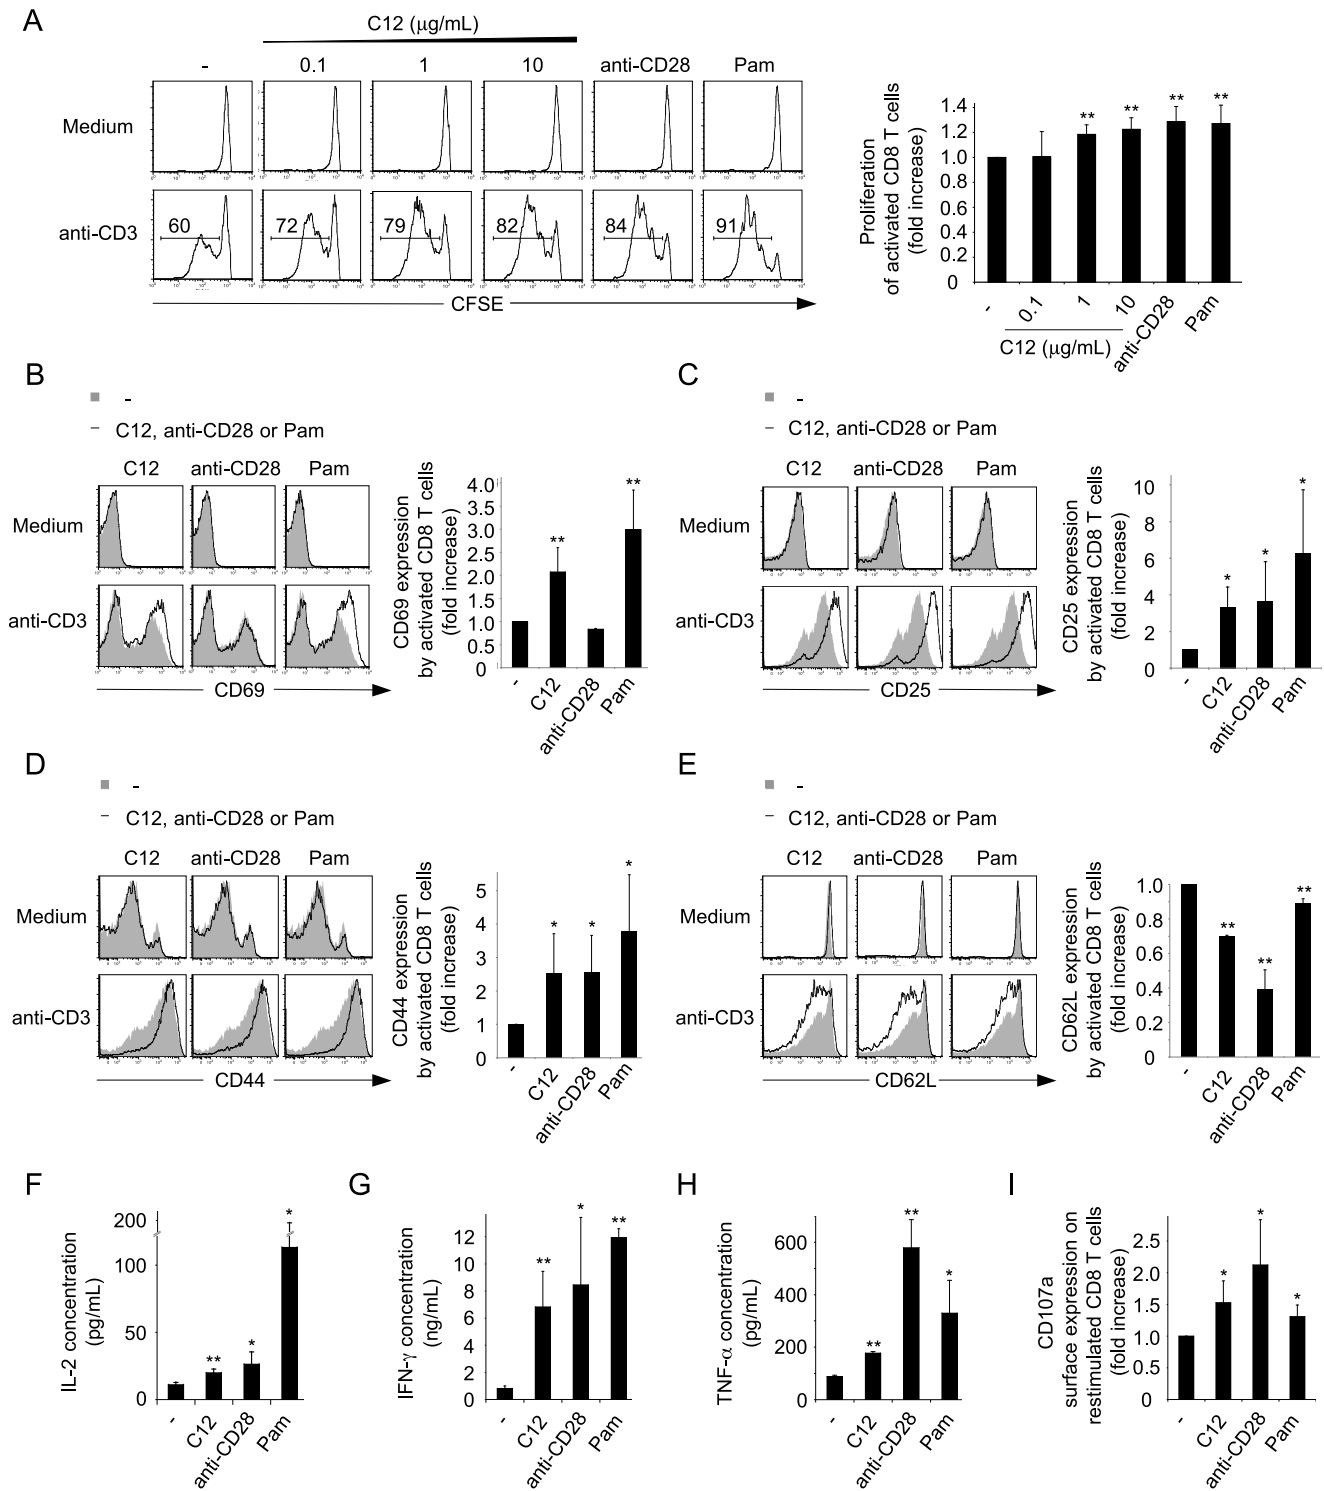 A
C12 (μg/mL)
- 0.1 1 10 anti-CD28 Pam
Medium
anti-CD3
60 72 79 82 84 91
CFSE
Proliferation
of activated CD8 T cells
(fold increase)
1.4
1.2
1.0
0.8
0.6
0.4
0.2
0
** ** ** **
- 0.1 1 10 anti-CD28 Pam
C12 (μg/mL)
B
-
– C12, anti-CD28 or Pam
C12 anti-CD28 Pam
Medium
anti-CD3
CD69
CD69 expression
by activated CD8 T cells
(fold increase)
4.0
3.5
3.0
2.5
2.0
1.5
1.0
0.5
0
** **
- C12 anti-CD28 Pam
C
-
– C12, anti-CD28 or Pam
C12 anti-CD28 Pam
Medium
anti-CD3
CD25
CD25 expression
by activated CD8 T cells
(fold increase)
10
8
6
4
2
0
* * *
- C12 anti-CD28 Pam
D
-
– C12, anti-CD28 or Pam
C12 anti-CD28 Pam
Medium
anti-CD3
CD44
CD44 expression
by activated CD8 T cells
(fold increase)
5
4
3
2
1
0
* * *
- C12 anti-CD28 Pam
E
-
– C12, anti-CD28 or Pam
C12 anti-CD28 Pam
Medium
anti-CD3
CD62L
CD62L expression
by activated CD8 T cells
(fold increase)
1.0
0.8
0.6
0.4
0.2
0
** ** **
- C12 anti-CD28 Pam
F
IL-2 concentration
(pg/mL)
200
100
50
0
** * *
- C12 anti-CD28 Pam
G
IFN-γ concentration
(ng/mL)
12
10
8
6
4
2
0
** * **
- C12 anti-CD28 Pam
H
TNF-α concentration
(pg/mL)
600
400
200
0
** ** *
- C12 anti-CD28 Pam
I
CD107a
surface expression on
restimulated CD8 T cells
(fold increase)
2.5
2.0
1.5
1.0
0.5
0
* * *
- C12 anti-CD28 Pam